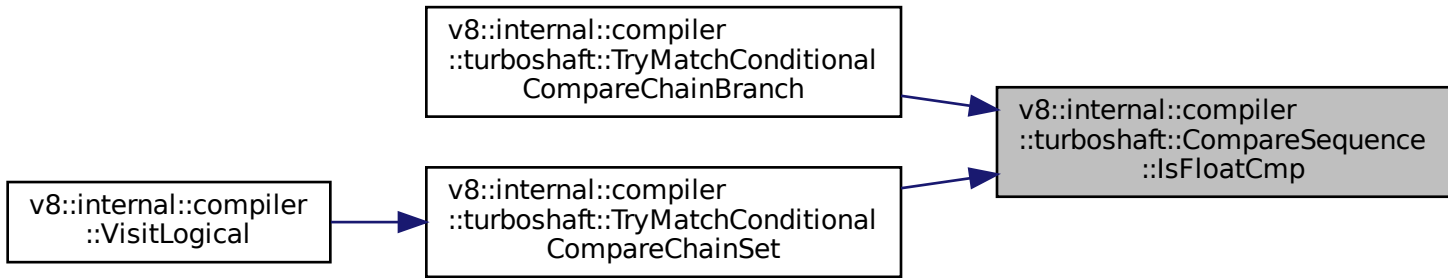 v8::internal::compiler
::turboshaft::TryMatchConditional
CompareChainBranch
v8::internal::compiler
::turboshaft::CompareSequence
::IsFloatCmp
v8::internal::compiler
::turboshaft::TryMatchConditional
CompareChainSet
v8::internal::compiler
::VisitLogical